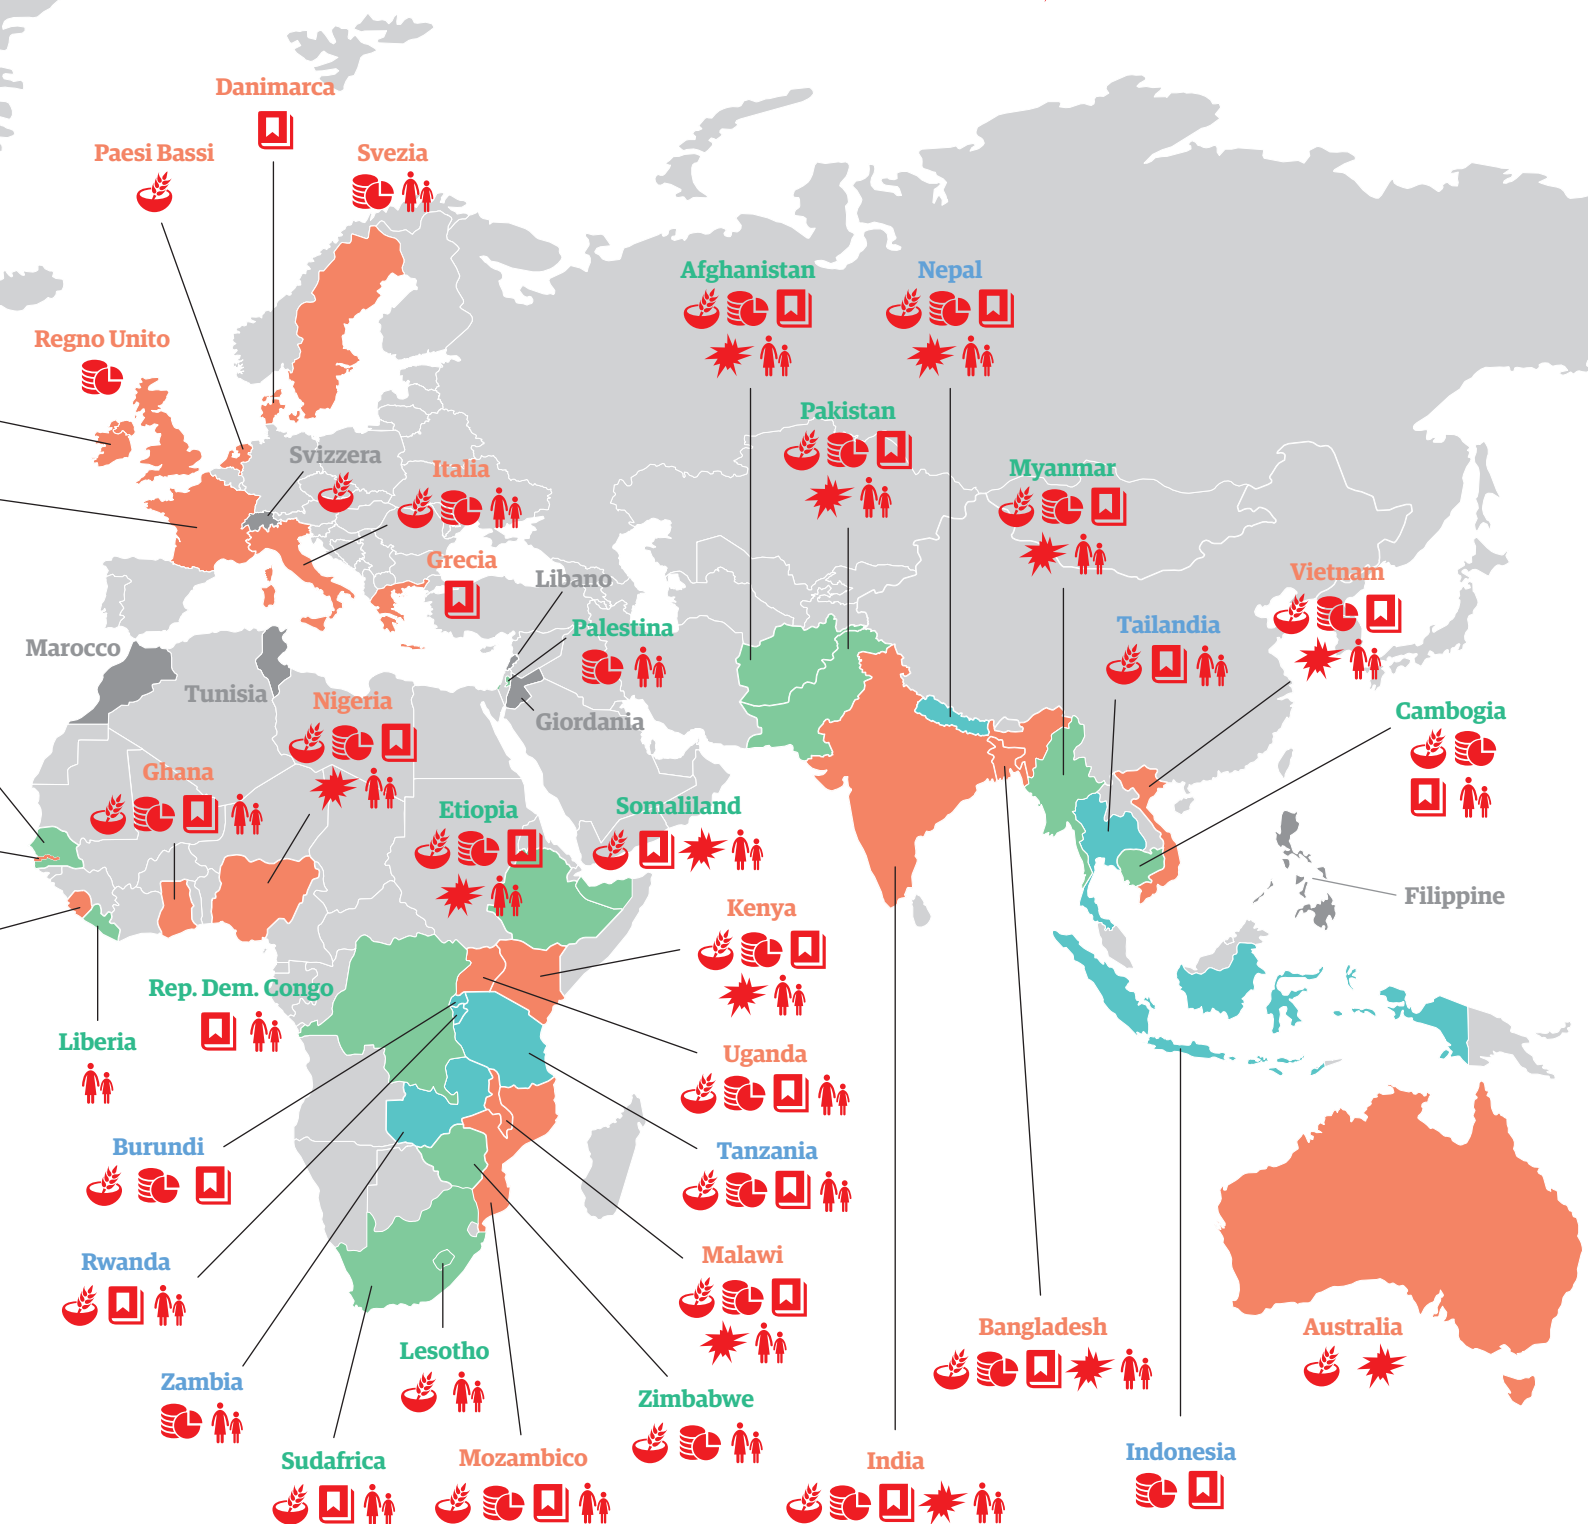 Danimarca
Paesi Bassi
Svezia
Afghanistan
Nepal
Regno Unito
Pakistan
Svizzera
Italia
Myanmar
Grecia
Libano
Vietnam
Palestina
Tailandia
Marocco
Tunisia
Nigeria
Giordania
Cambogia
Ghana
Etiopia
Somaliland
Filippine
Kenya
Rep. Dem. Congo
Liberia
Uganda
Burundi
Tanzania
Rwanda
Malawi
Bangladesh
Australia
Lesotho
Zambia
Zimbabwe
Sudafrica
Mozambico
India
Indonesia